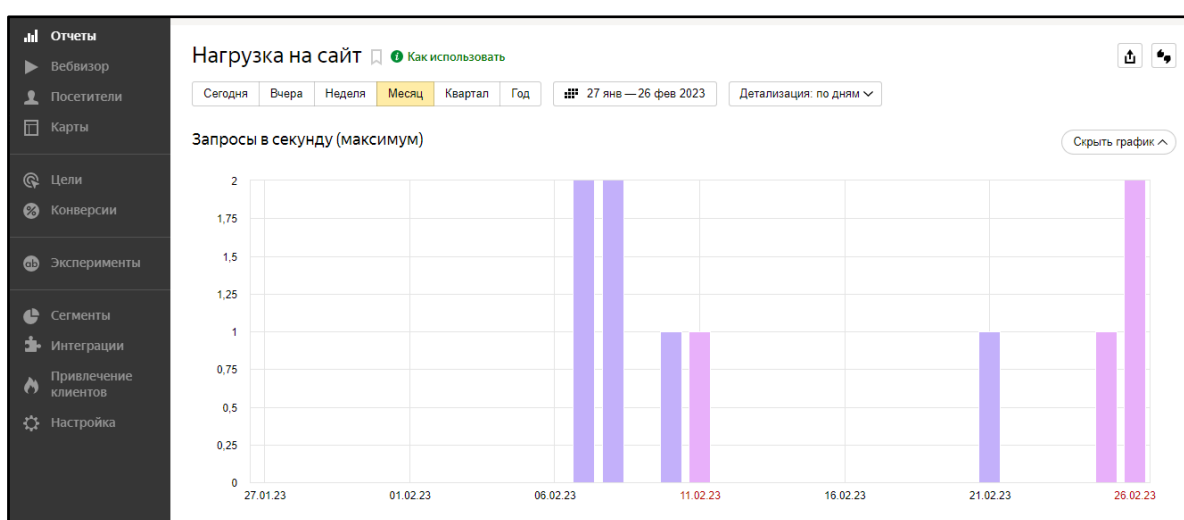 Отчеты
Вебвизор
Посетители
Карты
Цели
Конверсии
Эксперименты
Сегменты
Интеграции
Привлечение
клиентов
Настройка
Нагрузка на сайт Как использовать
Сегодня Вчера Неделя Месяц Квартал Год 27 янв — 26 фев 2023 Детализация: по дням
Запросы в секунду (максимум) Скрыть график
2
1,75
1,5
1,25
1
0,75
0,5
0,25
0
27.01.23 01.02.23 06.02.23 11.02.23 16.02.23 21.02.23 26.02.23